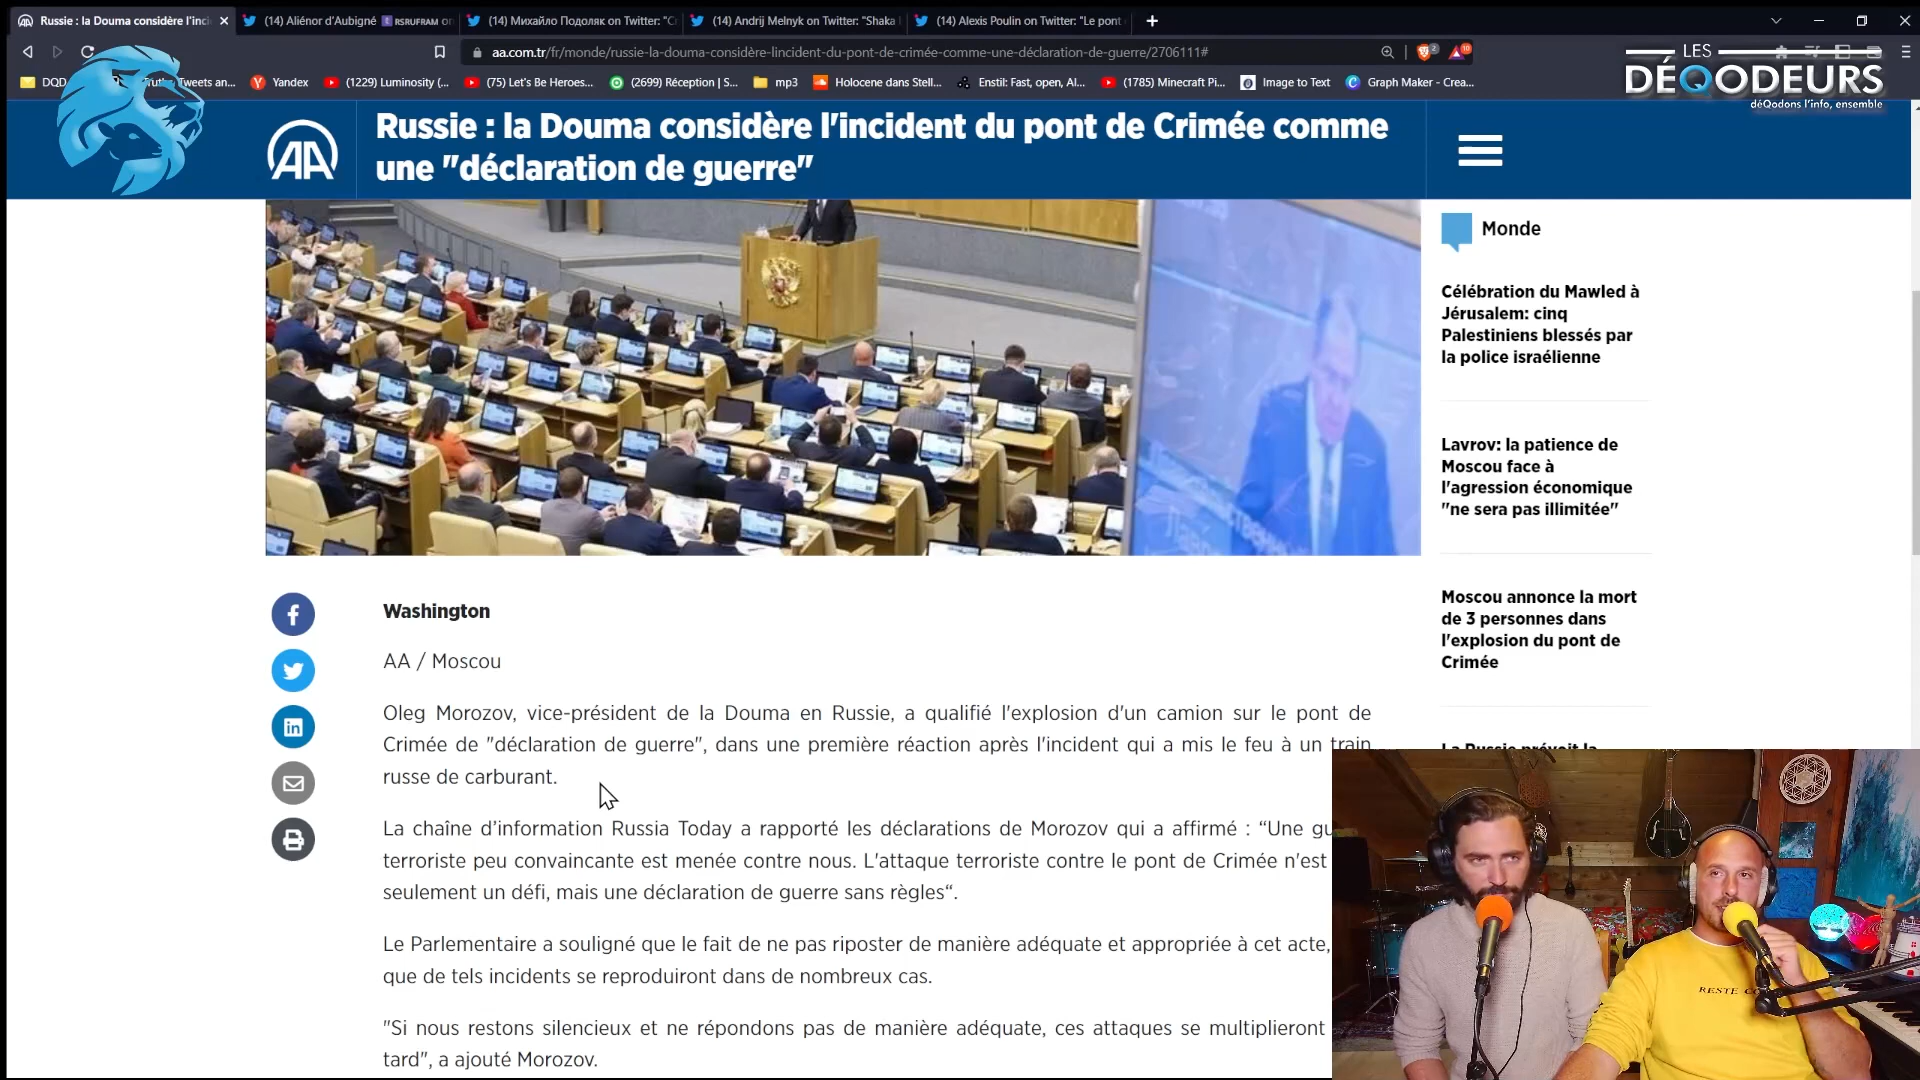 Russie : la Douma considère l'inci
(14) Aliénor d'Aubigné
RSRUFRAM on
(14) Михайло Подоляк on Twitter: "C
(14) Andrij Melnyk on Twitter: "Shaka
(14) Alexis Poulin on Twitter: "Le pont
aa.com.tr/fr/monde/russie-la-douma-considère-lincident-du-pont-de-crimée-comme-une-déclaration-de-guerre/2706111#
DQD
Tweets an...
Yandex
(1229) Luminosity (...
(75) Let's Be Heroes...
(2699) Réception | S...
mp3
Holocene dans Stell...
Enstil: Fast, open, Al...
(1785) Minecraft Pi...
Image to Text
Graph Maker - Crea...
LES
DÉQODEURS
déQodons l'info, ensemble
AA
Russie : la Douma considère l'incident du pont de Crimée comme
une "déclaration de guerre"
Monde
Célébration du Mawled à
Jérusalem: cinq
Palestiniens blessés par
la police israélienne
Lavrov: la patience de
Moscou face à
l'agression économique
"ne sera pas illimitée"
Moscou annonce la mort
de 3 personnes dans
l'explosion du pont de
Crimée
La Russie prévoit la
Washington
AA / Moscou
Oleg Morozov, vice-président de la Douma en Russie, a qualifié l'explosion d'un camion sur le pont de
Crimée de "déclaration de guerre", dans une première réaction après l'incident qui a mis le feu à un train
russe de carburant.
La chaîne d’information Russia Today a rapporté les déclarations de Morozov qui a affirmé : “Une gu
terroriste peu convaincante est menée contre nous. L'attaque terroriste contre le pont de Crimée n'est
seulement un défi, mais une déclaration de guerre sans règles“.
Le Parlementaire a souligné que le fait de ne pas riposter de manière adéquate et appropriée à cet acte,
que de tels incidents se reproduiront dans de nombreux cas.
"Si nous restons silencieux et ne répondons pas de manière adéquate, ces attaques se multiplieront
tard", a ajouté Morozov.
RESTE